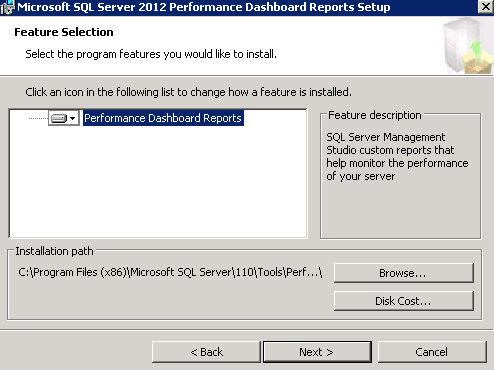 Microsoft SQL Server 2012 Performance Dashboard Reports Setup
Feature Selection
Select the program features you would like to install.
Click an icon in the following list to change how a feature is installed.
Performance Dashboard Reports
Feature description
SQL Server Management
Studio custom reports that
help monitor the performance
of your server
Installation path
C:\Program Files (x86)\Microsoft SQL Server\110\Tools\Perf...\
Browse...
Disk Cost...
< Back
Next >
Cancel